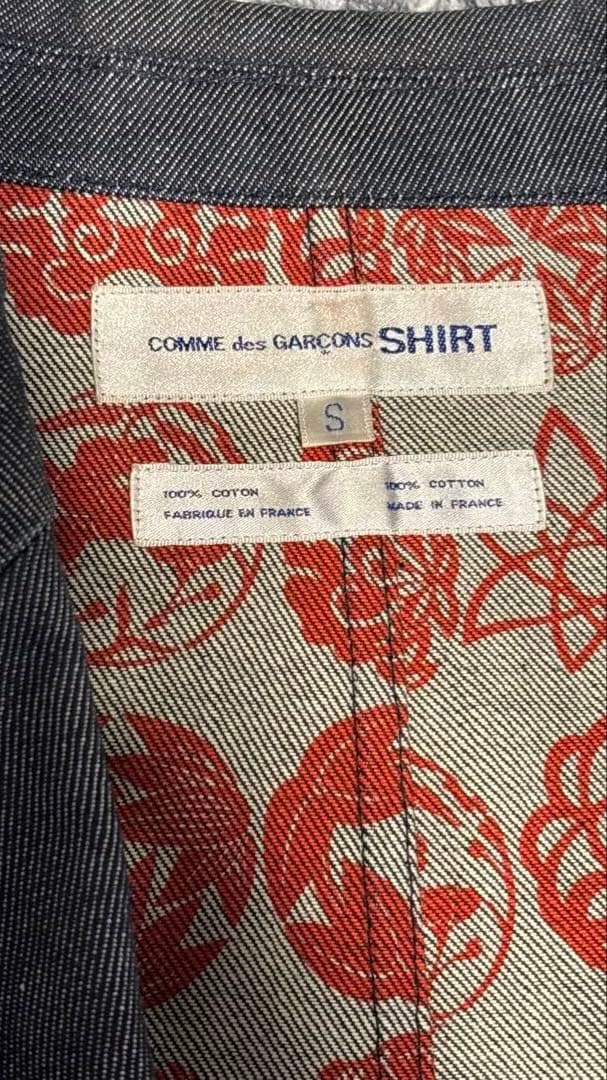 COMME des GARÇONS SHIRT
S
100% COTON
FABRIQUE EN FRANCE
100% COTTON
MADE IN FRANCE